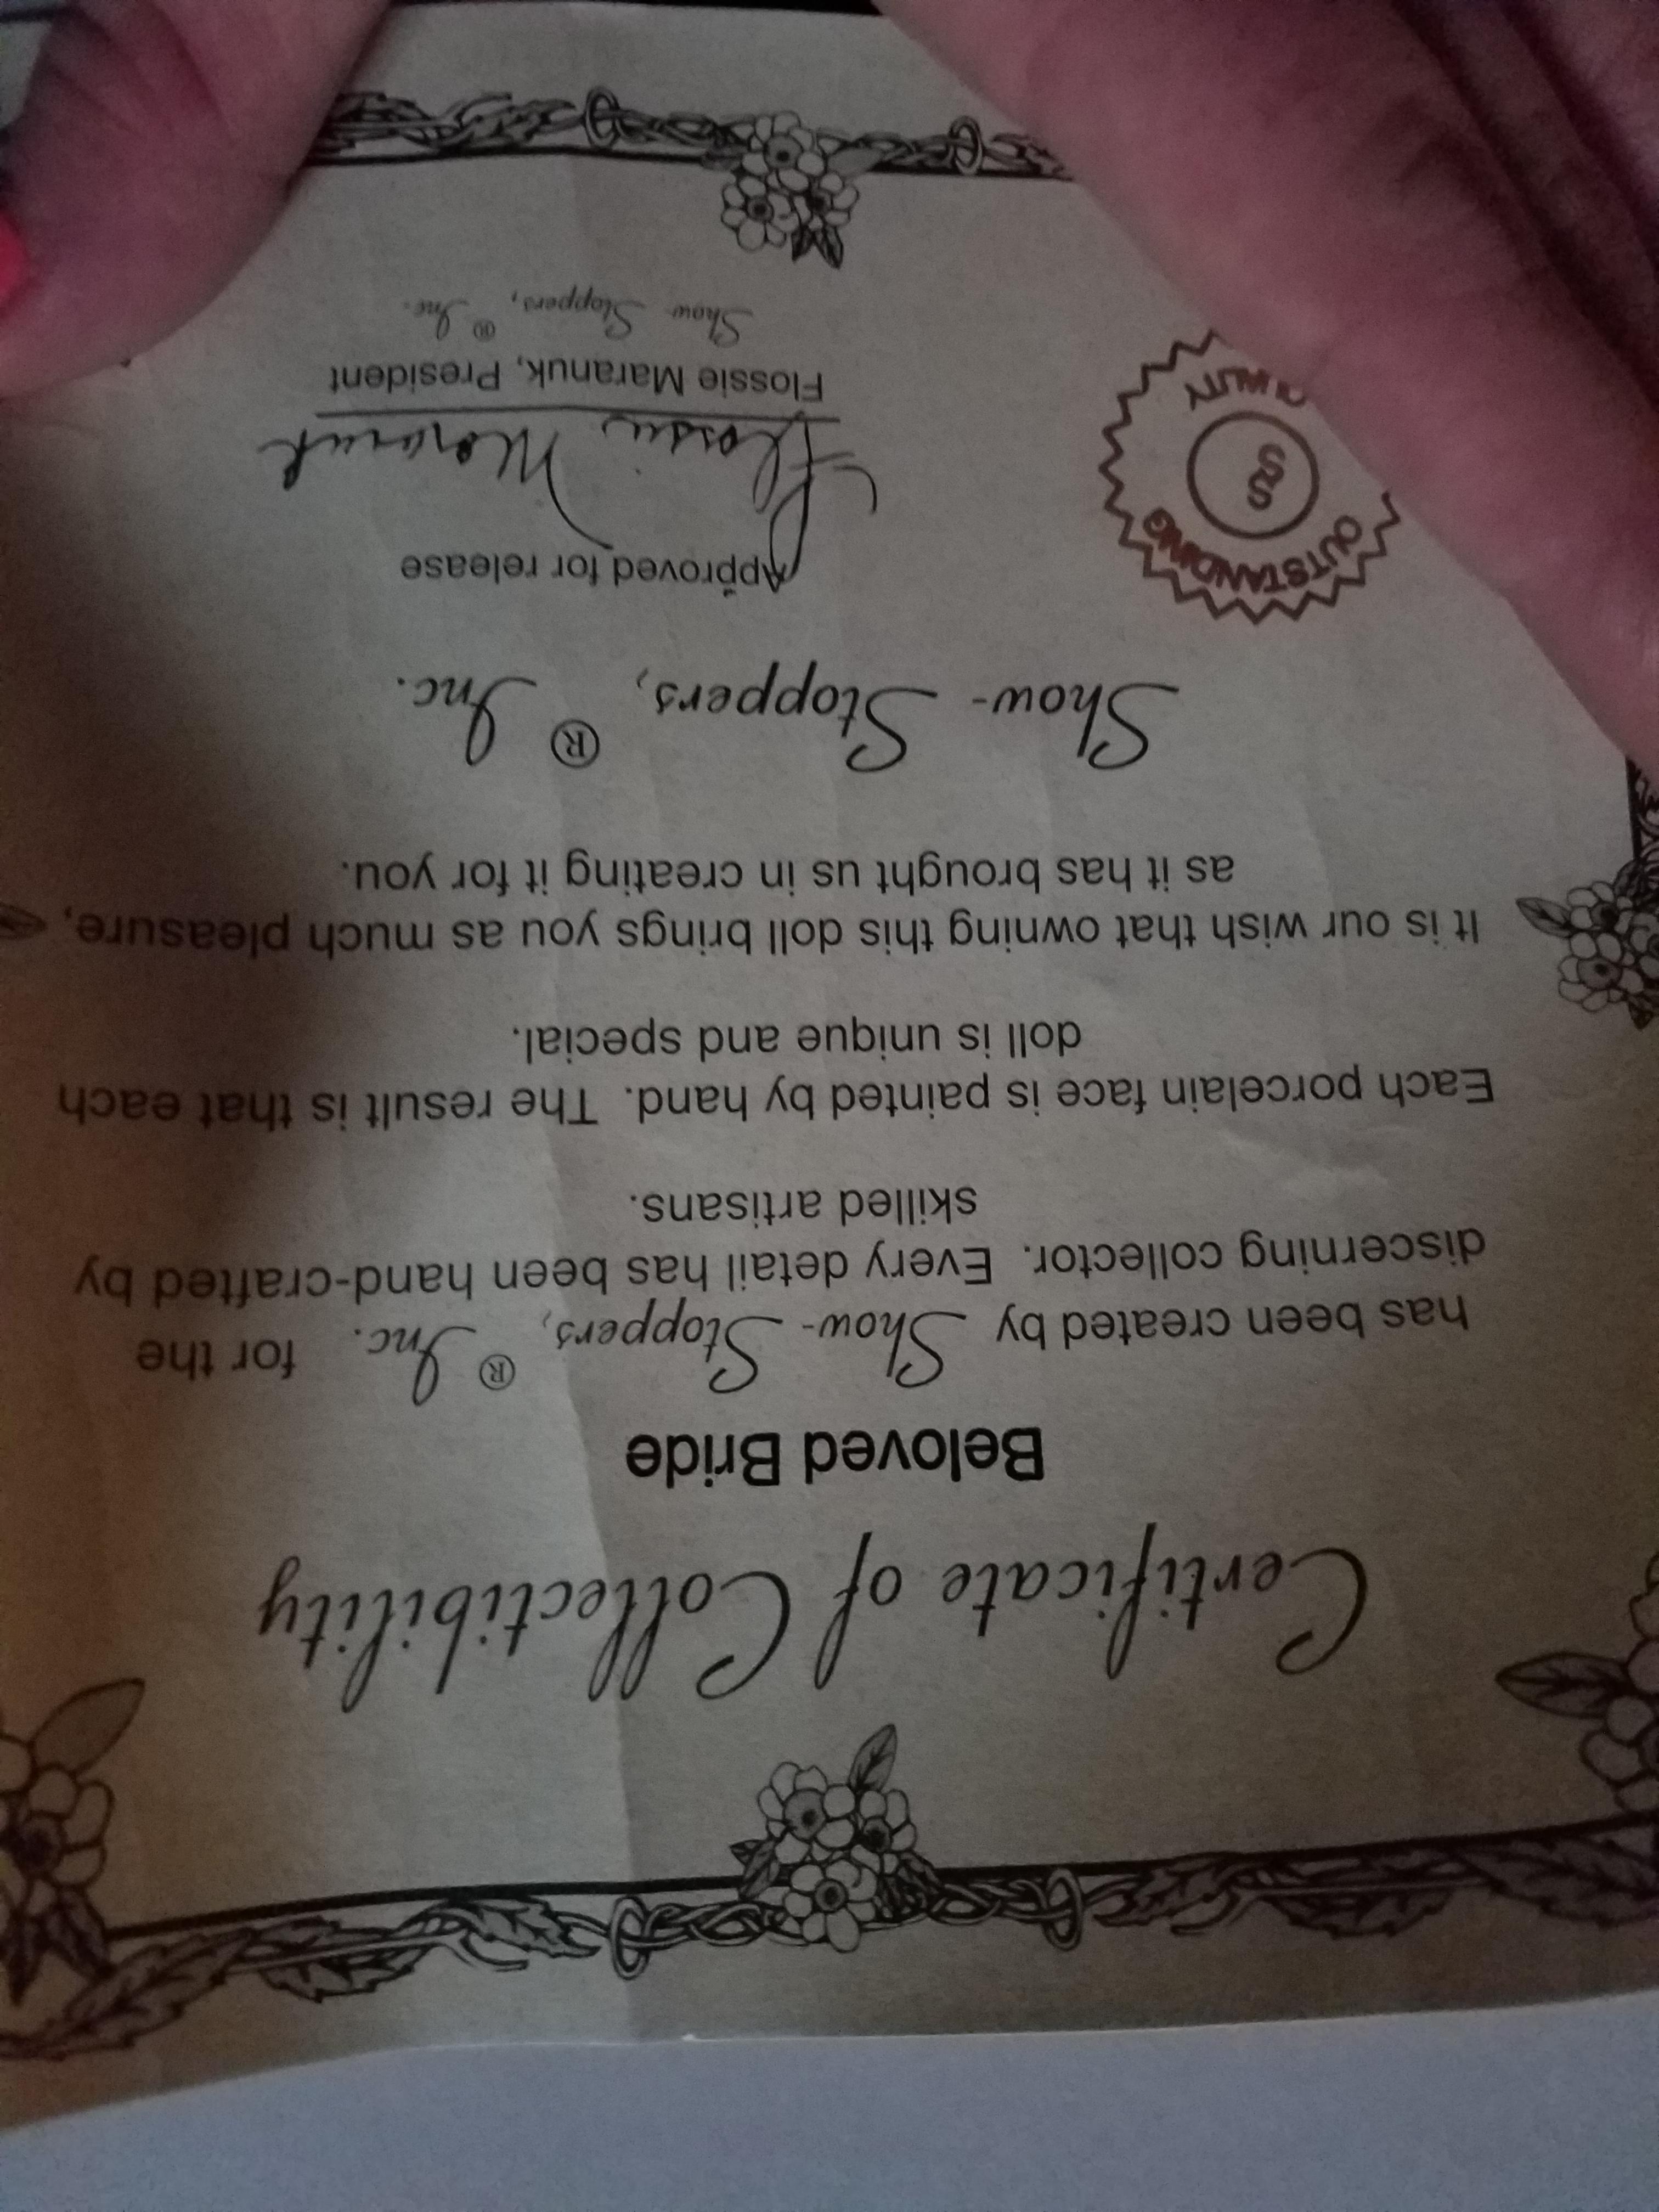 Certificate of Collectibility
Beloved Bride
has been created by Show-Stoppers,® Inc. for the
discerning collector. Every detail has been hand-crafted by
skilled artisans.
Each porcelain face is painted by hand. The result is that each
doll is unique and special.
It is our wish that owning this doll brings you as much pleasure,
as it has brought us in creating it for you.
Show-Stoppers,® Inc.
OUTSTANDING
SS
QUALITY
Approved for release
Flossie Maranuk
Flossie Maranuk, President
Show Stoppers,® Inc.